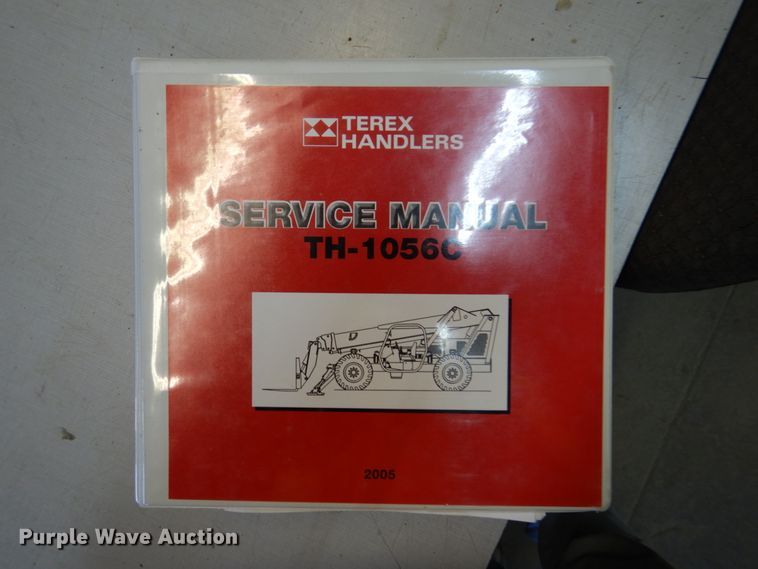 TEREX
HANDLERS
SERVICE MANUAL
TH-1056C
2005
Purple Wave Auction